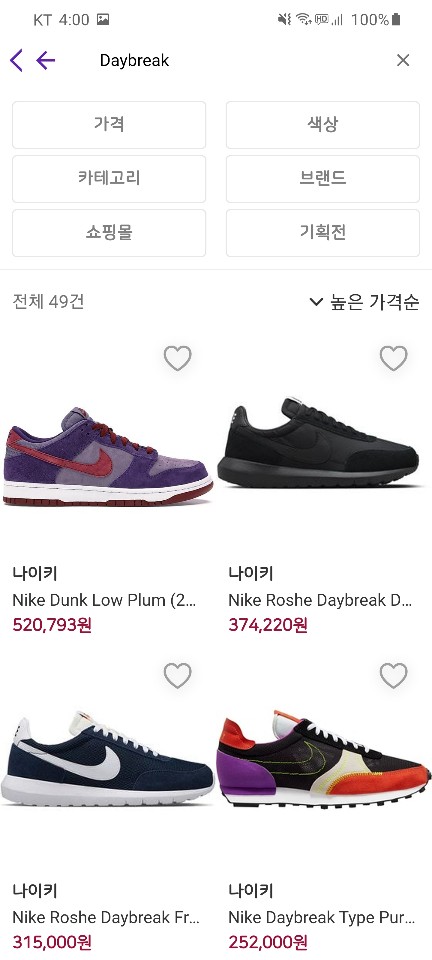 KT 4:00 100%
Daybreak
가격
색상
카테고리
브랜드
쇼핑몰
기획전
전체 49건
높은 가격순
나이키
Nike Dunk Low Plum (2...
520,793원
나이키
Nike Roshe Daybreak D...
374,220원
나이키
Nike Roshe Daybreak Fr...
315,000원
나이키
Nike Daybreak Type Pur...
252,000원